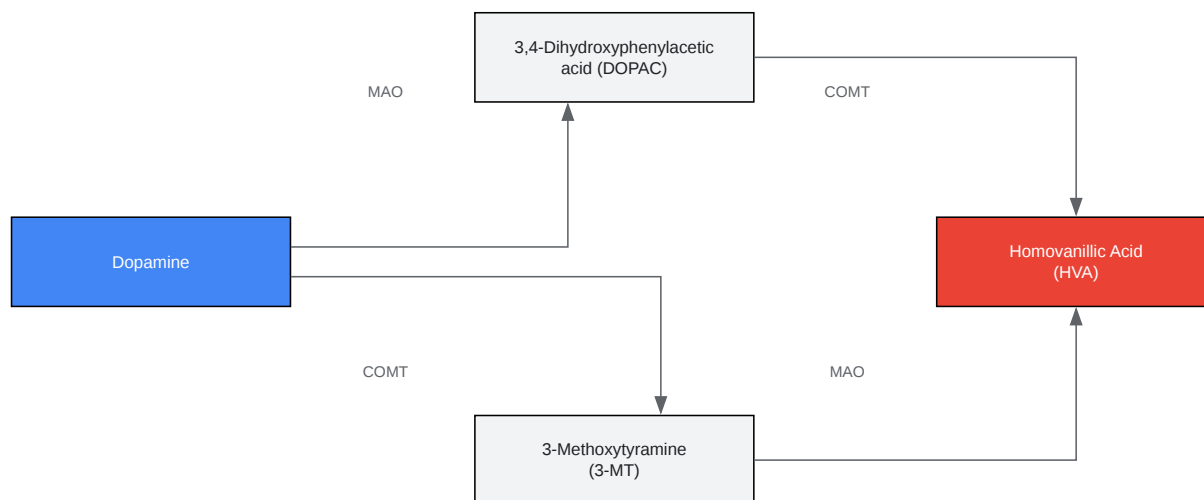 3,4-Dihydroxyphenylacetic
acid (DOPAC)
MAO
COMT
Dopamine
Homovanillic Acid
(HVA)
COMT
MAO
3-Methoxytyramine
(3-MT)